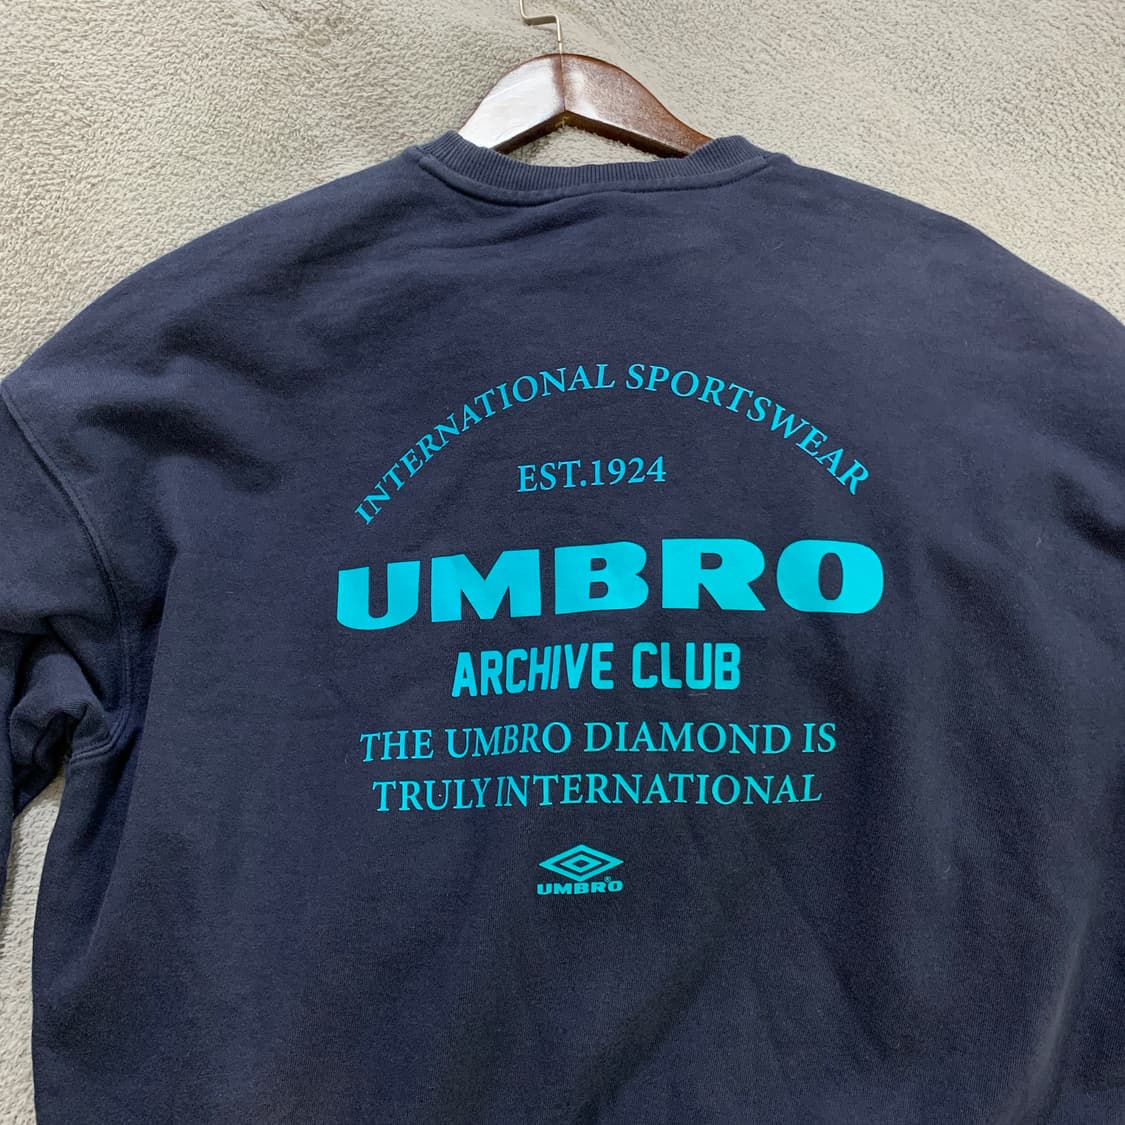 INTERNATIONAL SPORTSWEAR
EST.1924
UMBRO
ARCHIVE CLUB
THE UMBRO DIAMOND IS
TRULY INTERNATIONAL
UMBRO®